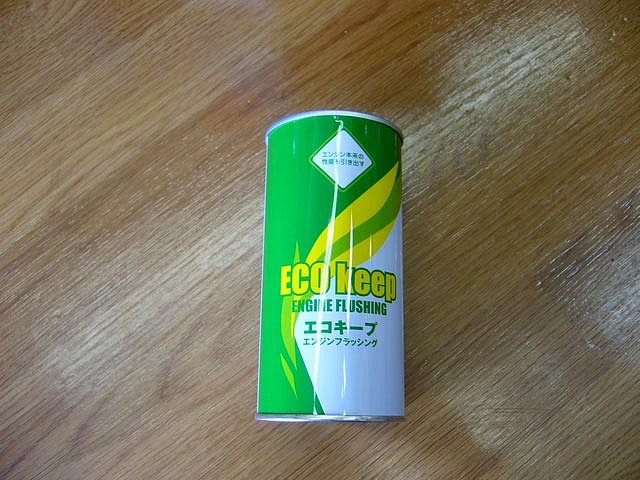 エンジン本来の
性能を引き出す
ECO keep
ENGINE FLUSHING
エコキープ
エンジンフラッシング